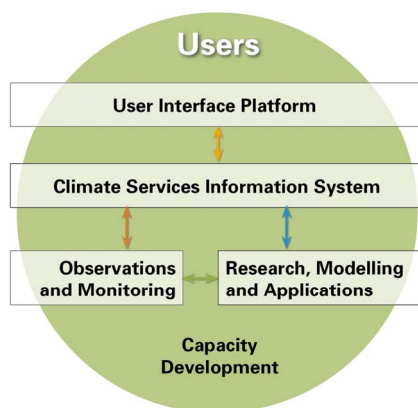 Users
User Interface Platform
Climate Services Information System
Observations
and Monitoring
Research, Modelling
and Applications
Capacity
Development